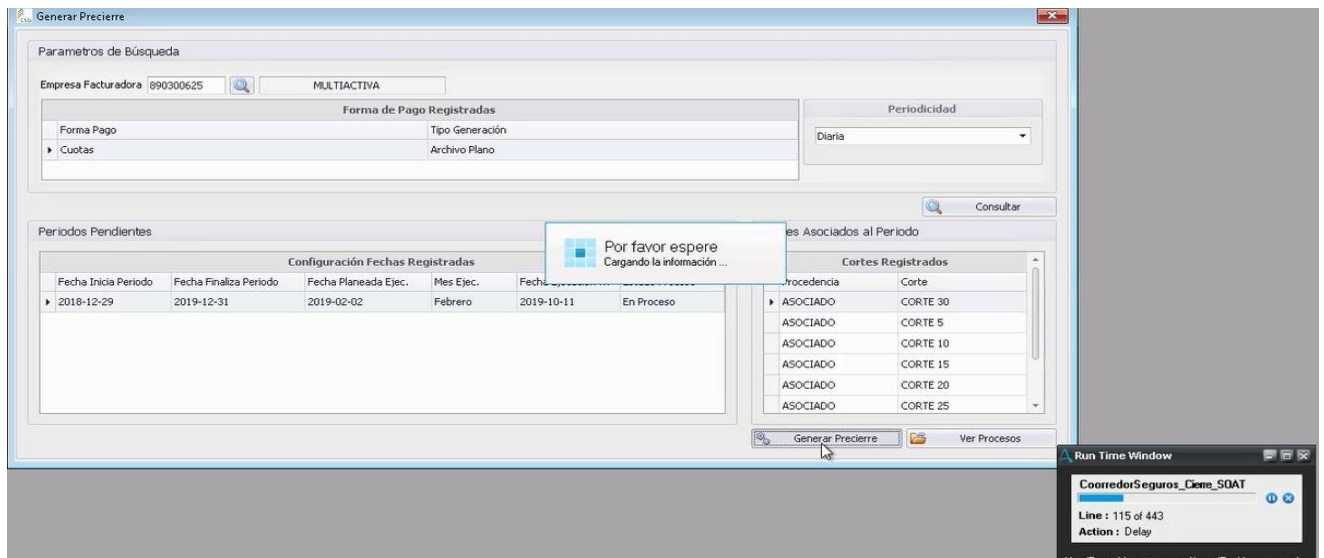 CSG Generar Precierre
Parametros de Búsqueda
Empresa Facturadora 890300625 MULTIACTIVA
Forma de Pago Registradas
Forma Pago Tipo Generación
Cuotas Archivo Plano
Periodicidad
Diaria
Consultar
Periodos Pendientes
Configuración Fechas Registradas
Fecha Inicia Periodo Fecha Finaliza Periodo Fecha Planeada Ejec. Mes Ejec.
2018-12-29 2019-12-31 2019-02-02 Febrero 2019-10-11 En Proceso
Por favor espere
Cargando la información ...
es Asociados al Periodo
Cortes Registrados
Procedencia Corte
ASOCIADO CORTE 30
ASOCIADO CORTE 5
ASOCIADO CORTE 10
ASOCIADO CORTE 15
ASOCIADO CORTE 20
ASOCIADO CORTE 25
Generar Precierre Ver Procesos
Run Time Window
CoorredorSeguros_Cierre_SOAT
Line : 115 of 443
Action : Delay